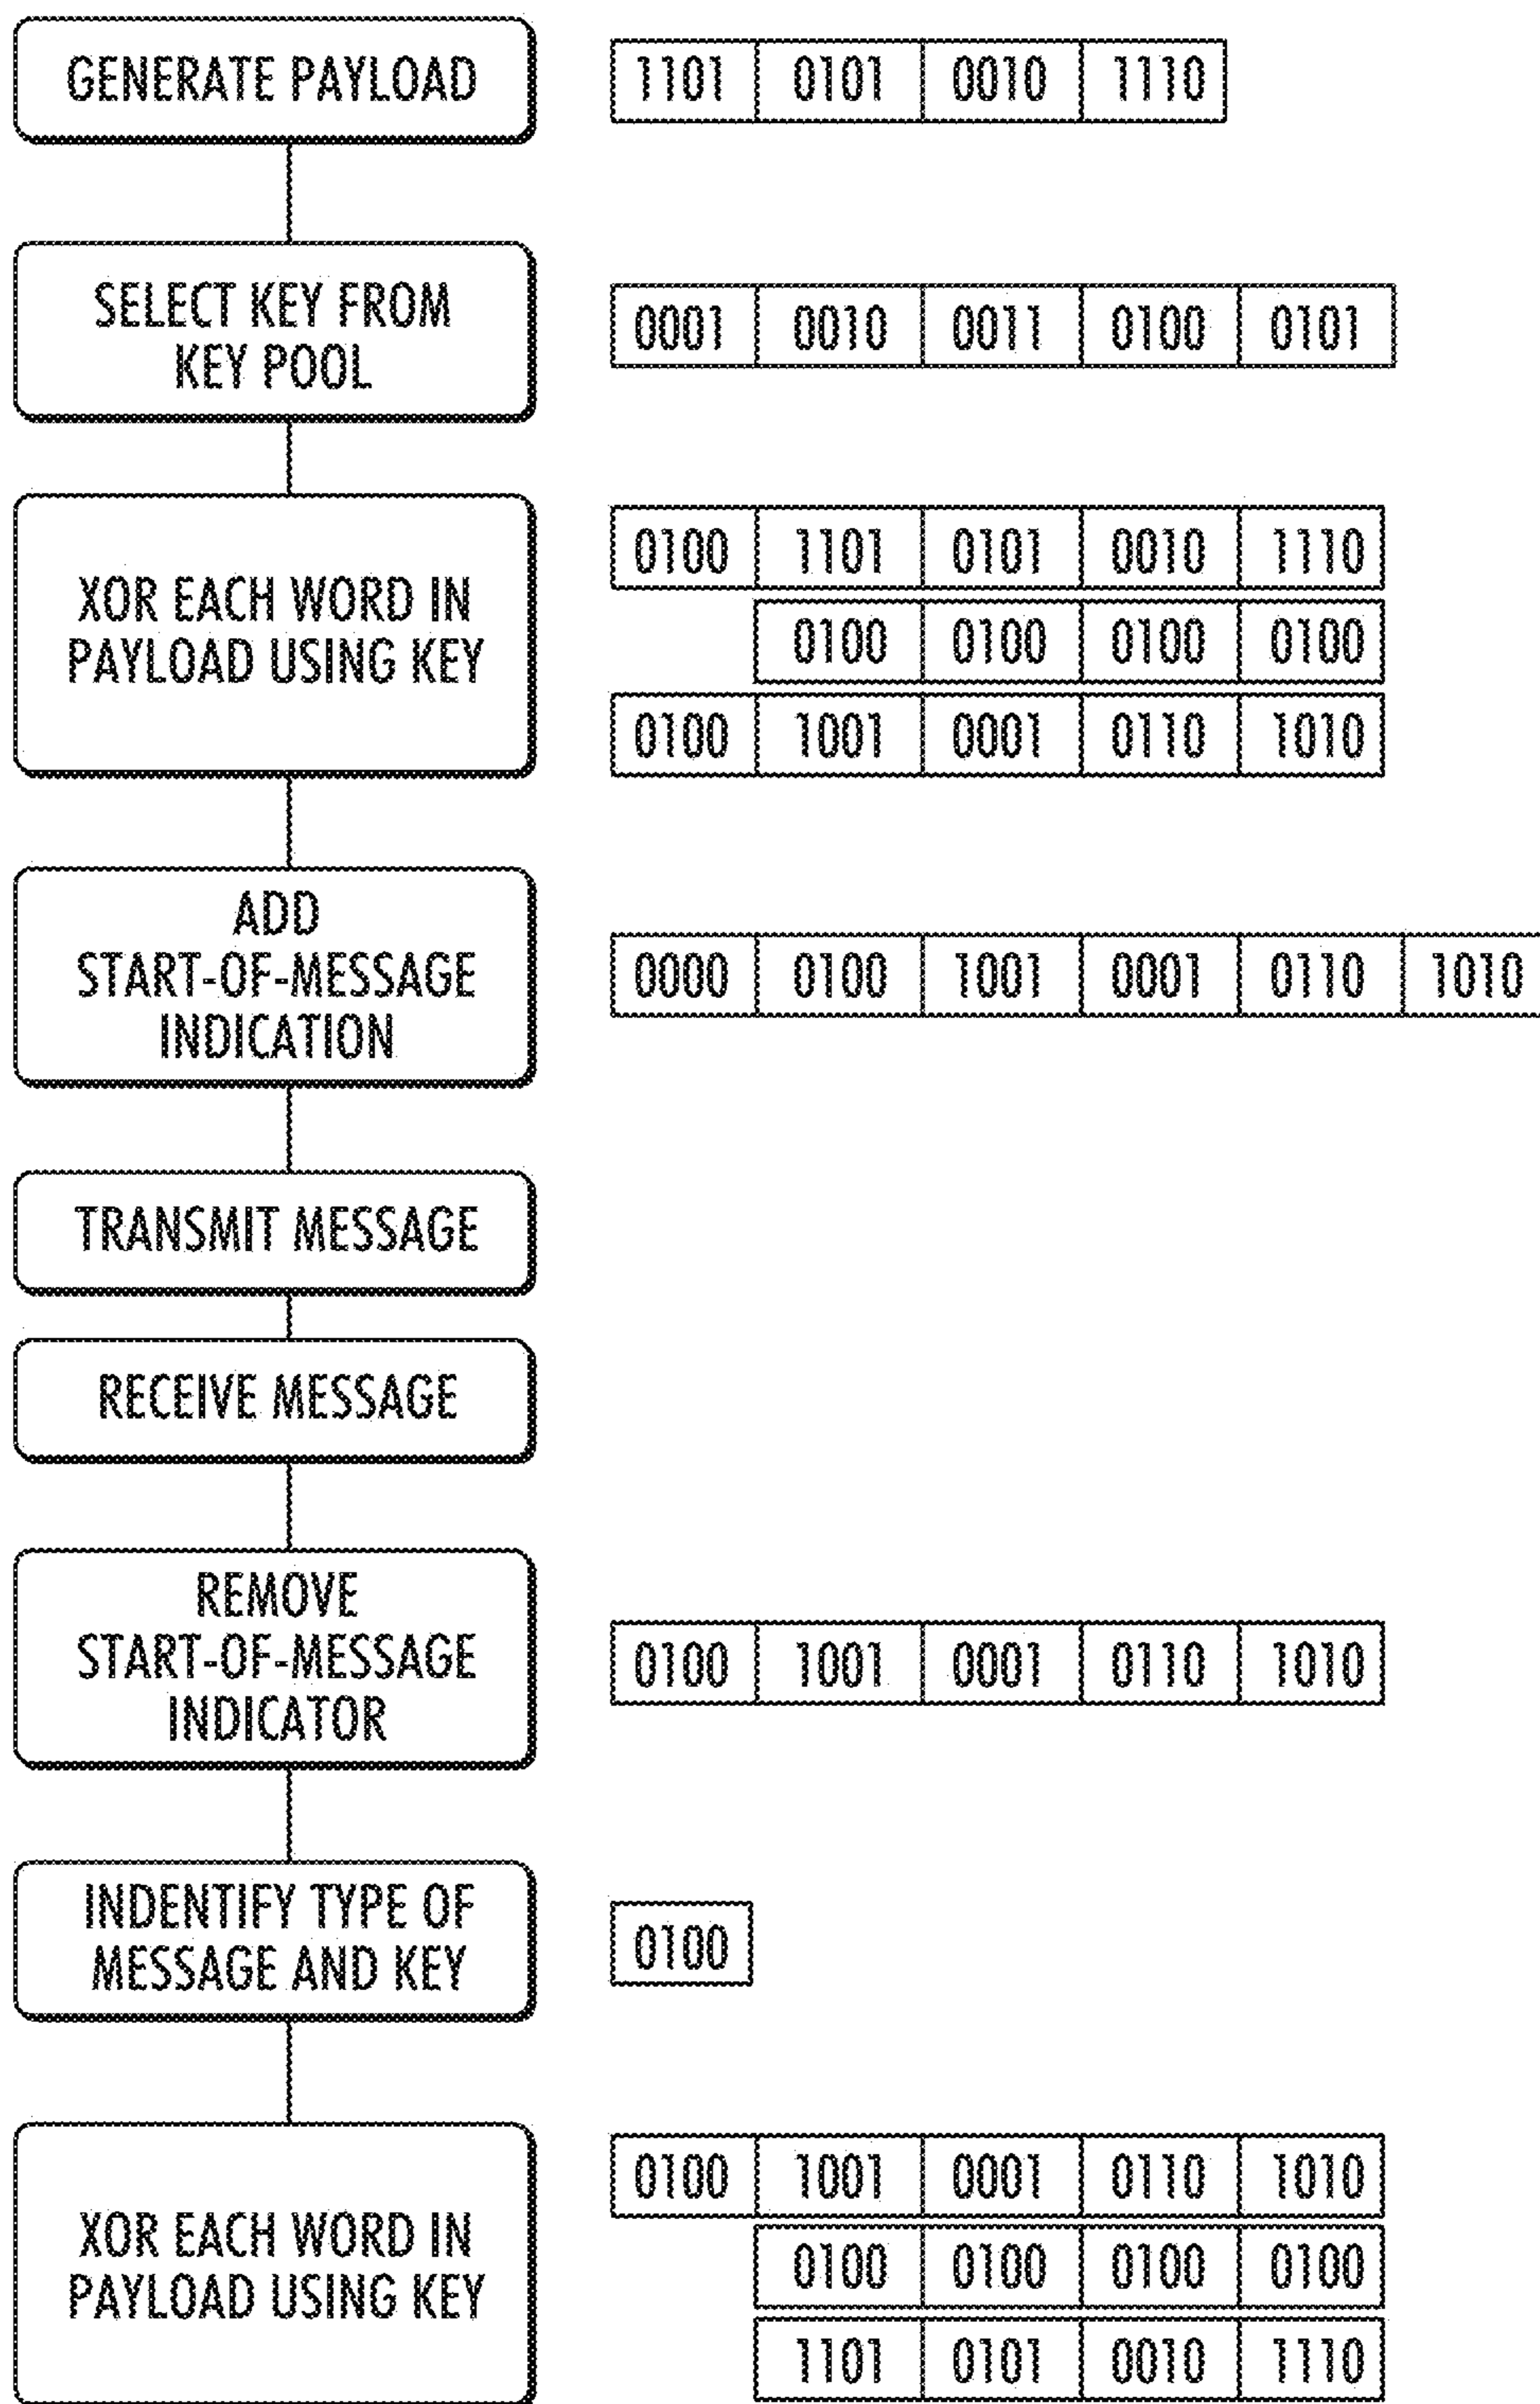 GENERATE PAYLOAD
1101 0101 0010 1110
SELECT KEY FROM
KEY POOL
0001 0010 0011 0100 0101
XOR EACH WORD IN
PAYLOAD USING KEY
0100 1101 0101 0010 1110
0100 0100 0100 0100
0100 1001 0001 0110 1010
ADD
START-OF-MESSAGE
INDICATION
0000 0100 1001 0001 0110 1010
TRANSMIT MESSAGE
RECEIVE MESSAGE
REMOVE
START-OF-MESSAGE
INDICATOR
0100 1001 0001 0110 1010
INDENTIFY TYPE OF
MESSAGE AND KEY
0100
XOR EACH WORD IN
PAYLOAD USING KEY
0100 1001 0001 0110 1010
0100 0100 0100 0100
1101 0101 0010 1110